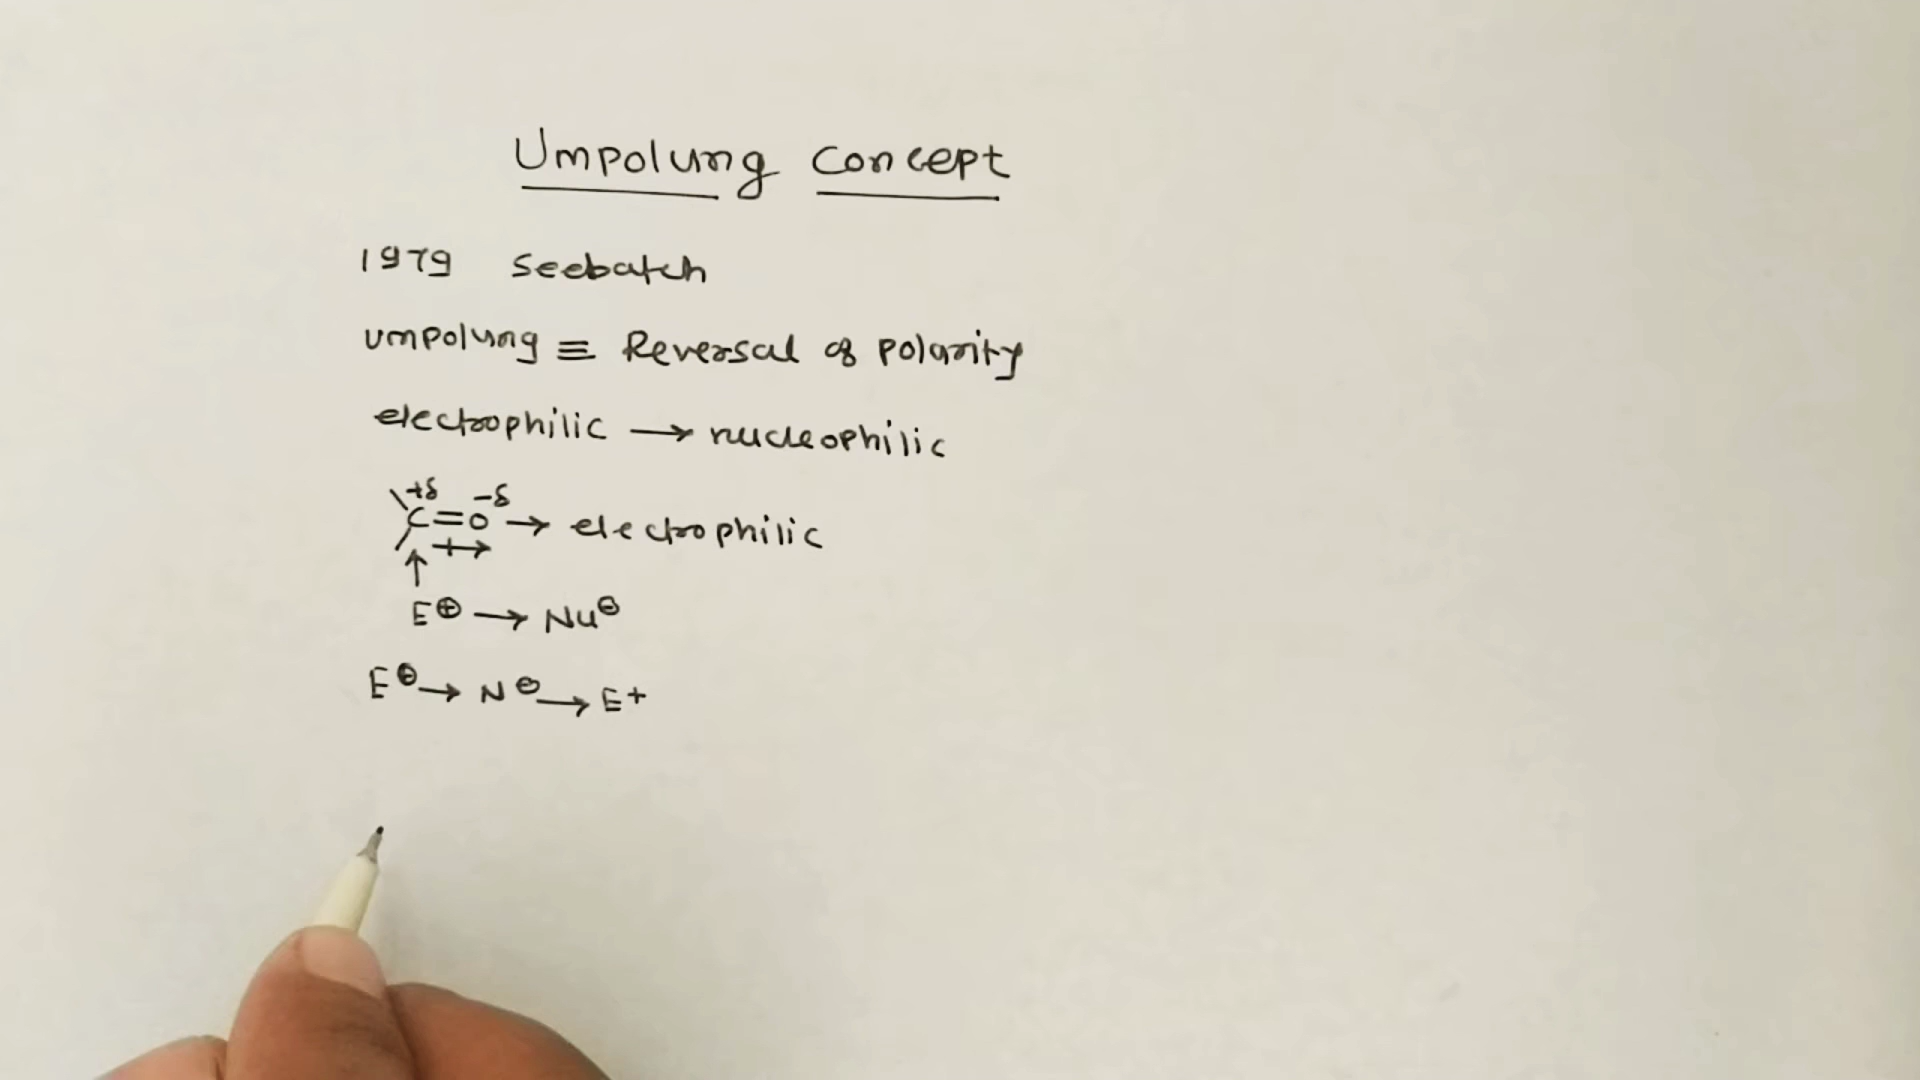 Umpolung Concept
1979 Seebatch
Umpolung ≡ Reversal of Polarity
electrophilic → nucleophilic
+δ -δ
C=O → electrophilic
E⊕ → Nu⊖
E⊕ → N⊖ → E+